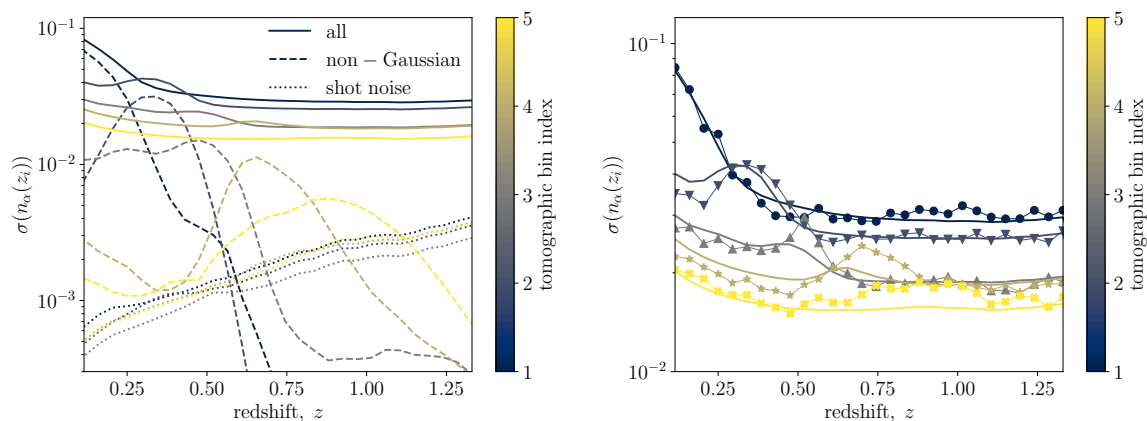 all
non − Gaussian
shot noise
10⁻¹
10⁻²
10⁻³
σ(n_α(z_i))
0.25 0.50 0.75 1.00 1.25
redshift, z
5
4
3
2
1
tomographic bin index
10⁻¹
10⁻²
σ(n_α(z_i))
0.25 0.50 0.75 1.00 1.25
redshift, z
5
4
3
2
1
tomographic bin index